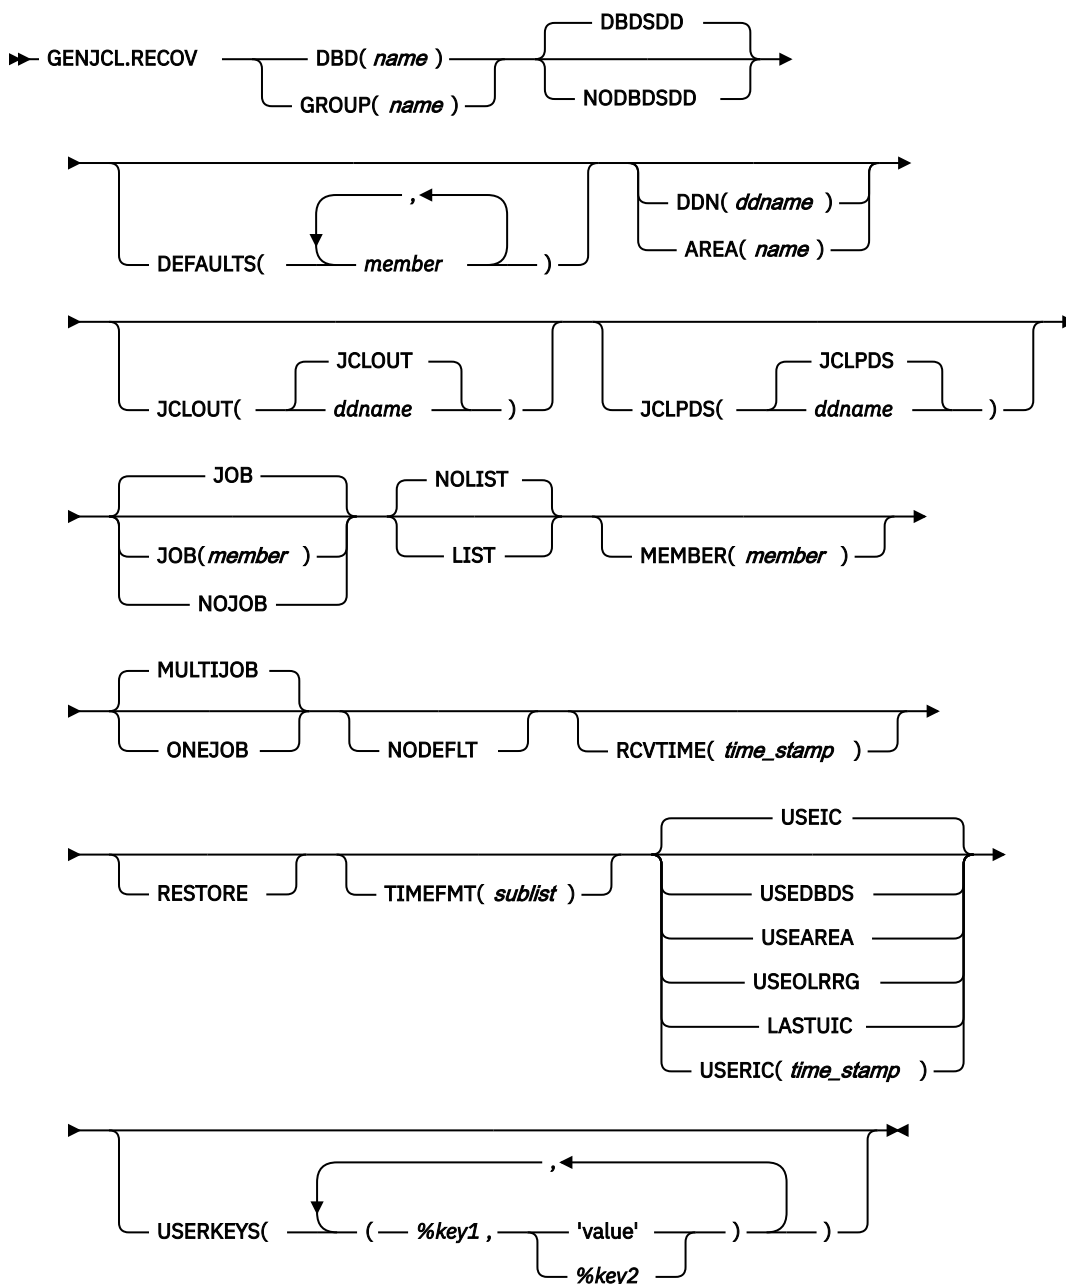 DBDSDD
GENJCL.RECOV DBD( name )
GROUP( name ) NODBDSDD
,
DEFAULTS( member )
DDN( ddname )
AREA( name )
JCLOUT JCLPDS
JCLOUT( ddname ) JCLPDS( ddname )
JOB NOLIST
JOB(member ) LIST MEMBER( member )
NOJOB
MULTIJOB
ONEJOB NODEFLT RCVTIME( time_stamp )
USEIC
RESTORE TIMEFMT( sublist ) USEDBDS
USEAREA
USEOLRRG
LASTUIC
USERIC( time_stamp )
,
USERKEYS( ( %key1 , 'value' ) )
%key2